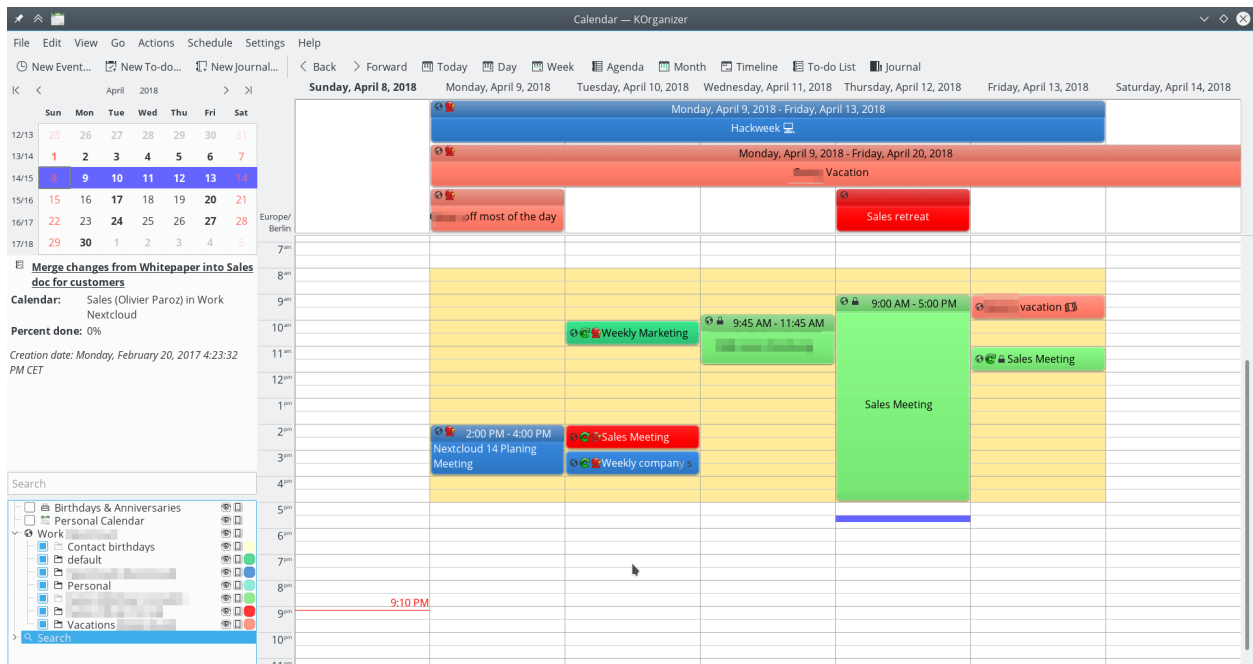 Calendar — KOrganizer
File Edit View Go Actions Schedule Settings Help
New Event... New To-do... New Journal... Back Forward Today Day Week Agenda Month Timeline To-do List Journal
April 2018
Sun Mon Tue Wed Thu Fri Sat
12/13 25 26 27 28 29 30 31
13/14 1 2 3 4 5 6 7
14/15 8 9 10 11 12 13 14
15/16 15 16 17 18 19 20 21
16/17 22 23 24 25 26 27 28
17/18 29 30 1 2 3 4 5
Merge changes from Whitepaper into Sales
doc for customers
Calendar: Sales (Olivier Paroz) in Work
Nextcloud
Percent done: 0%
Creation date: Monday, February 20, 2017 4:23:32
PM CET
Search
Birthdays & Anniversaries
Personal Calendar
Work
Contact birthdays
default
Personal
Vacations
Search
Sunday, April 8, 2018 Monday, April 9, 2018 Tuesday, April 10, 2018 Wednesday, April 11, 2018 Thursday, April 12, 2018 Friday, April 13, 2018 Saturday, April 14, 2018
Monday, April 9, 2018 - Friday, April 13, 2018
Hackweek
Monday, April 9, 2018 - Friday, April 20, 2018
Vacation
Europe/
Berlin
off most of the day
Sales retreat
7am
8am
9am
9:00 AM - 5:00 PM
vacation
10am
9:45 AM - 11:45 AM
Weekly Marketing
11am
Sales Meeting
12pm
1pm
Sales Meeting
2pm
2:00 PM - 4:00 PM
Nextcloud 14 Planing
Meeting
Sales Meeting
3pm
Weekly company s
4pm
5pm
6pm
7pm
8pm
9:10 PM
9pm
10pm